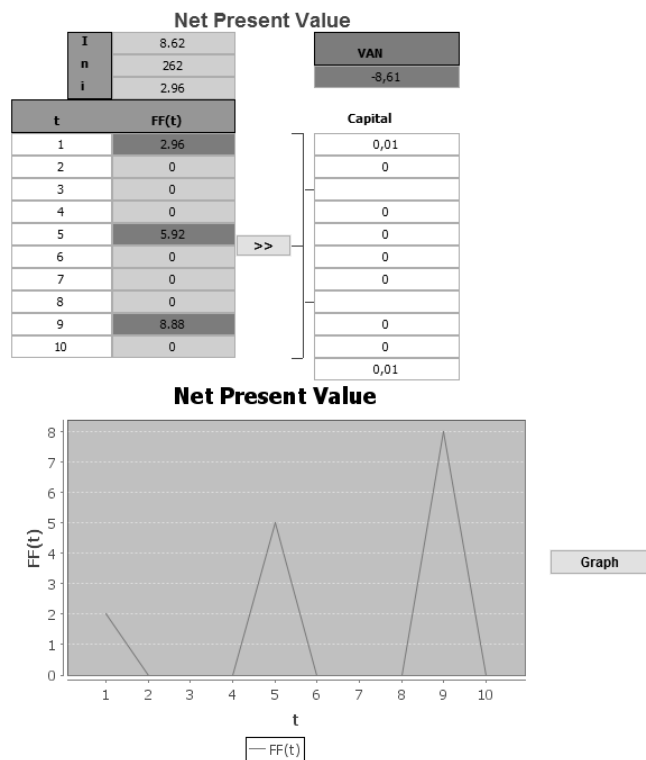 Net Present Value
I 8.62
n 262
i 2.96
VAN
-8,61
t FF(t)
1 2.96
2 0
3 0
4 0
5 5.92
6 0
7 0
8 0
9 8.88
10 0
>>
Capital
0,01
0
0
0
0
0
0
0
0,01
Net Present Value
FF(t)
8
7
6
5
4
3
2
1
0
1 2 3 4 5 6 7 8 9 10
t
FF(t)
Graph